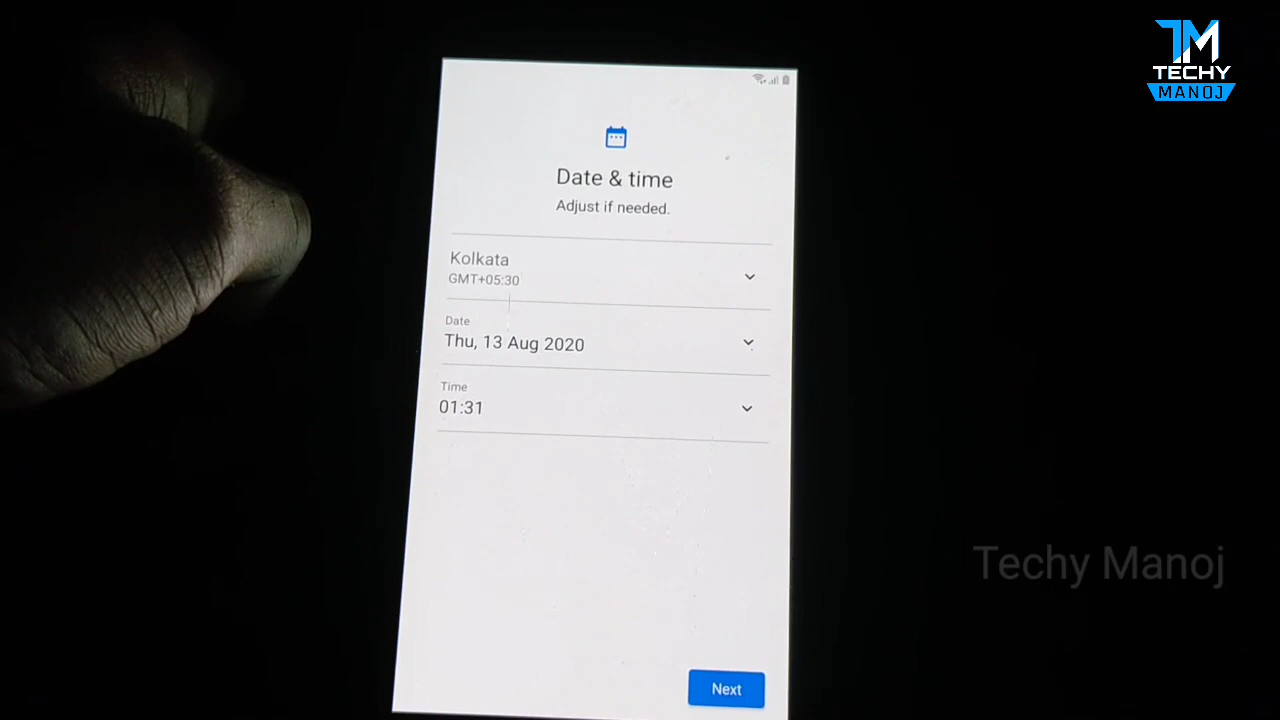 TM
TECHY
MANOJ
Date & time
Adjust if needed.
Kolkata
GMT+05:30
Date
Thu, 13 Aug 2020
Time
01:31
Techy Manoj
Next